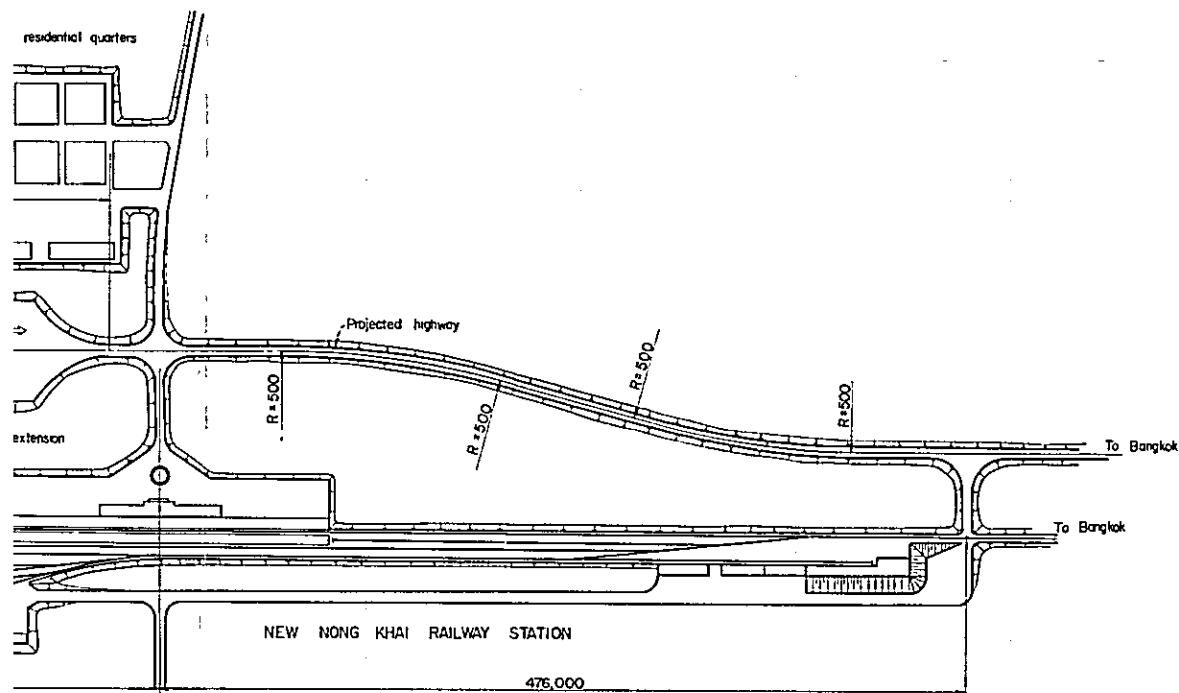 residential quarters
Projected highway
R=500
R=500
R=500
R=500
extension
To Bangkok
To Bangkok
NEW NONG KHAI RAILWAY STATION
476,000